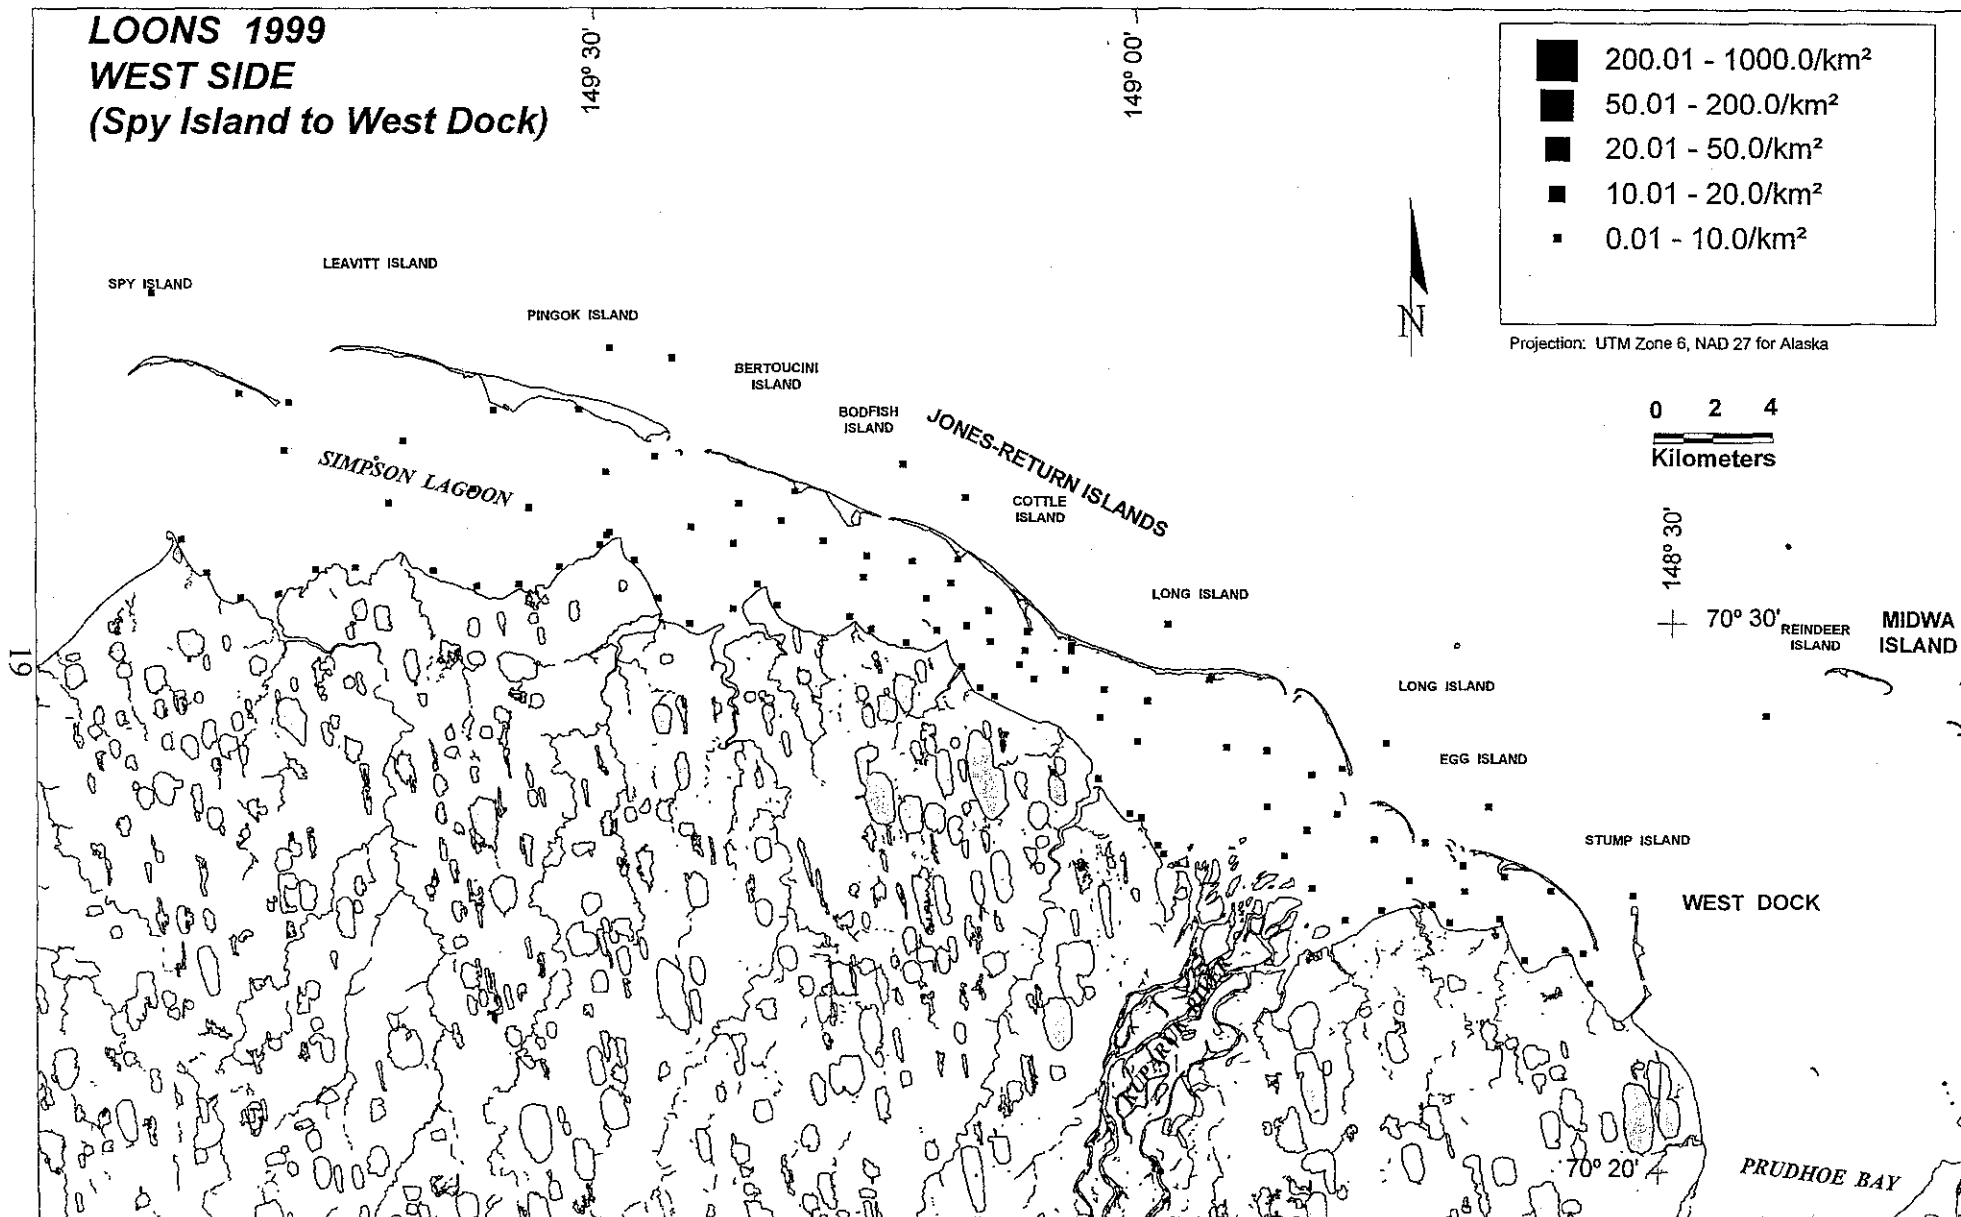 LOONS 1999
WEST SIDE
(Spy Island to West Dock)
149° 30'
149° 00'
200.01 - 1000.0/km²
50.01 - 200.0/km²
20.01 - 50.0/km²
10.01 - 20.0/km²
0.01 - 10.0/km²
Projection: UTM Zone 6, NAD 27 for Alaska
N
0 2 4
Kilometers
SPY ISLAND
LEAVITT ISLAND
PINGOK ISLAND
BERTOUCINI
ISLAND
BODFISH
ISLAND
JONES-RETURN ISLANDS
COTTLE
ISLAND
SIMPSON LAGOON
LONG ISLAND
148° 30'
70° 30'
REINDEER
ISLAND
MIDWA
ISLAND
LONG ISLAND
EGG ISLAND
STUMP ISLAND
WEST DOCK
KUPARUK RIVER
70° 20'
PRUDHOE BAY
19